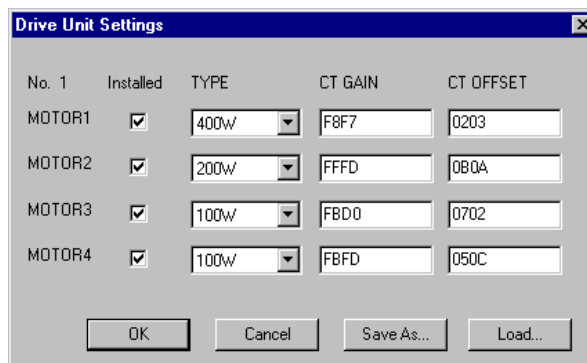 Drive Unit Settings
No. 1 Installed TYPE CT GAIN CT OFFSET
MOTOR1 400W F8F7 0203
MOTOR2 200W FFFD 0B0A
MOTOR3 100W FBD0 0702
MOTOR4 100W FBFD 050C
OK Cancel Save As... Load...